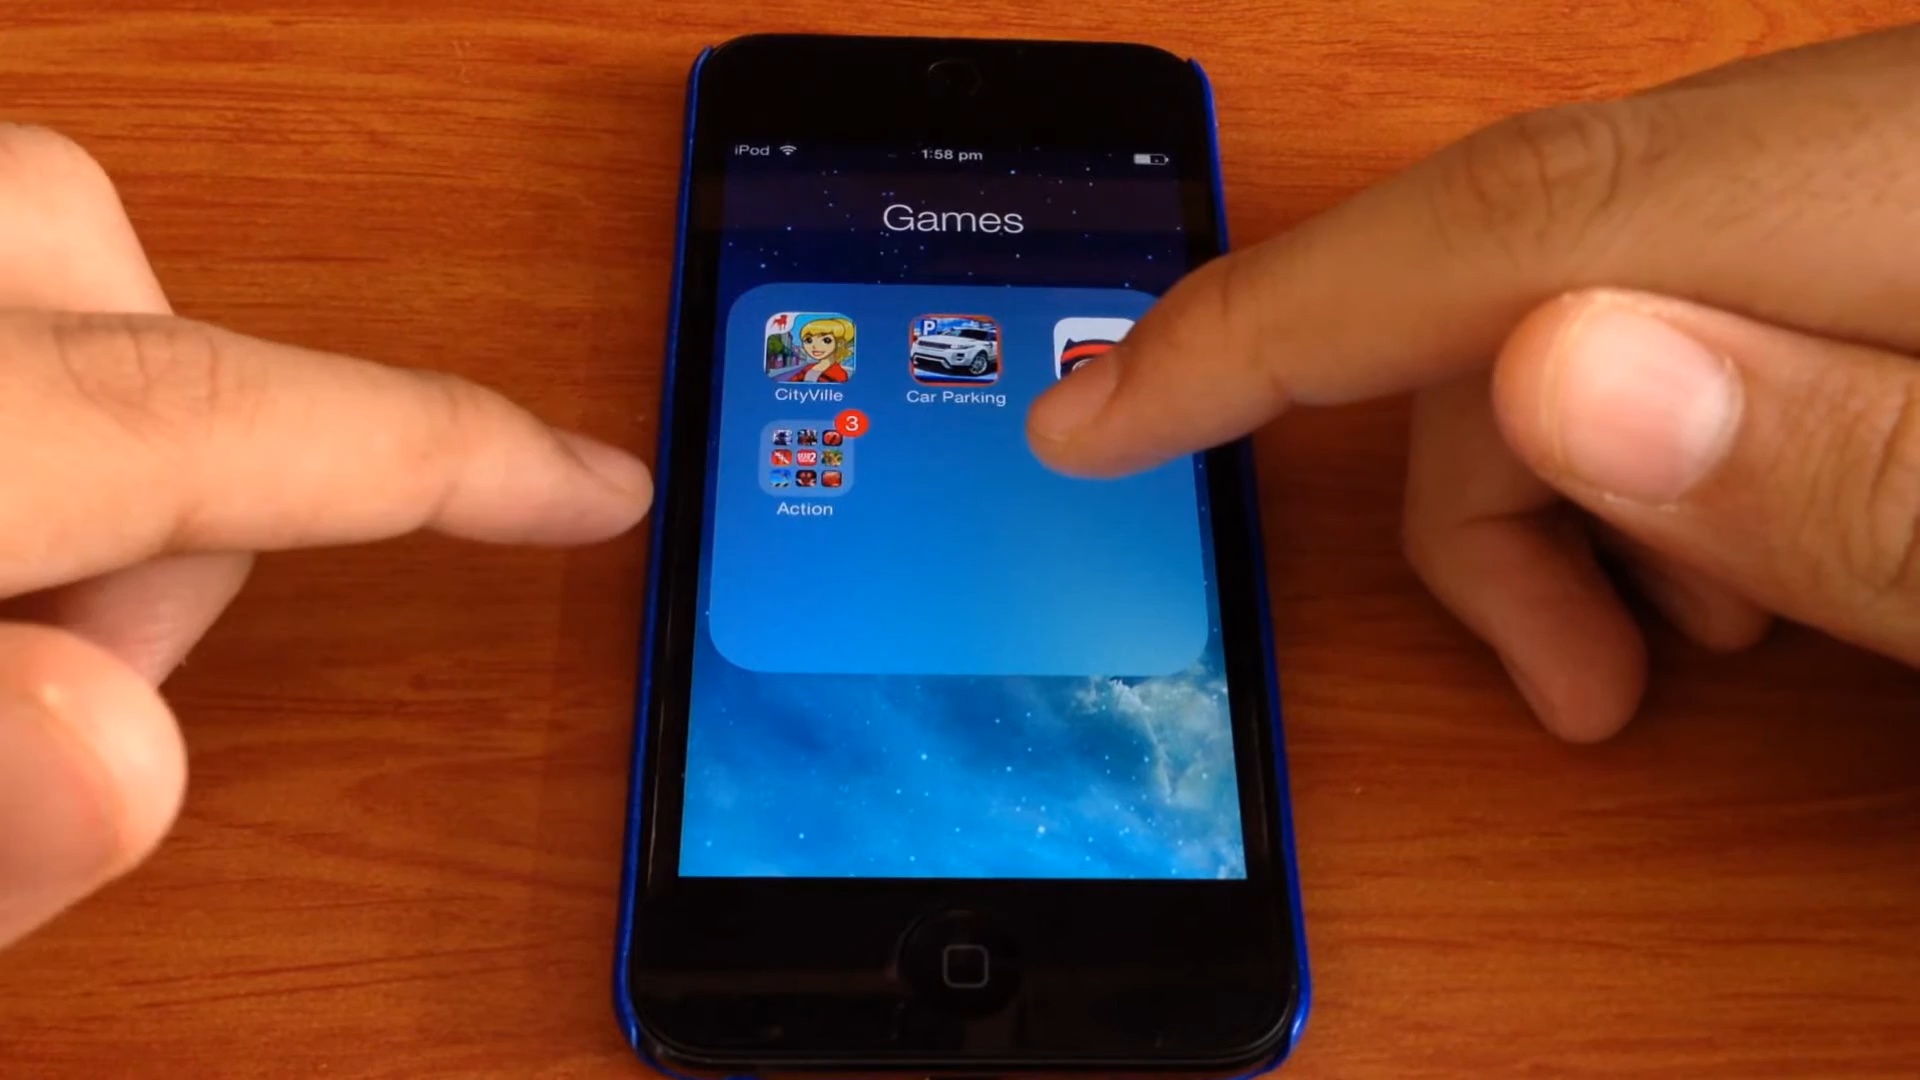 iPod
1:58 pm
Games
CityVille
P
Car Parking
3
Action